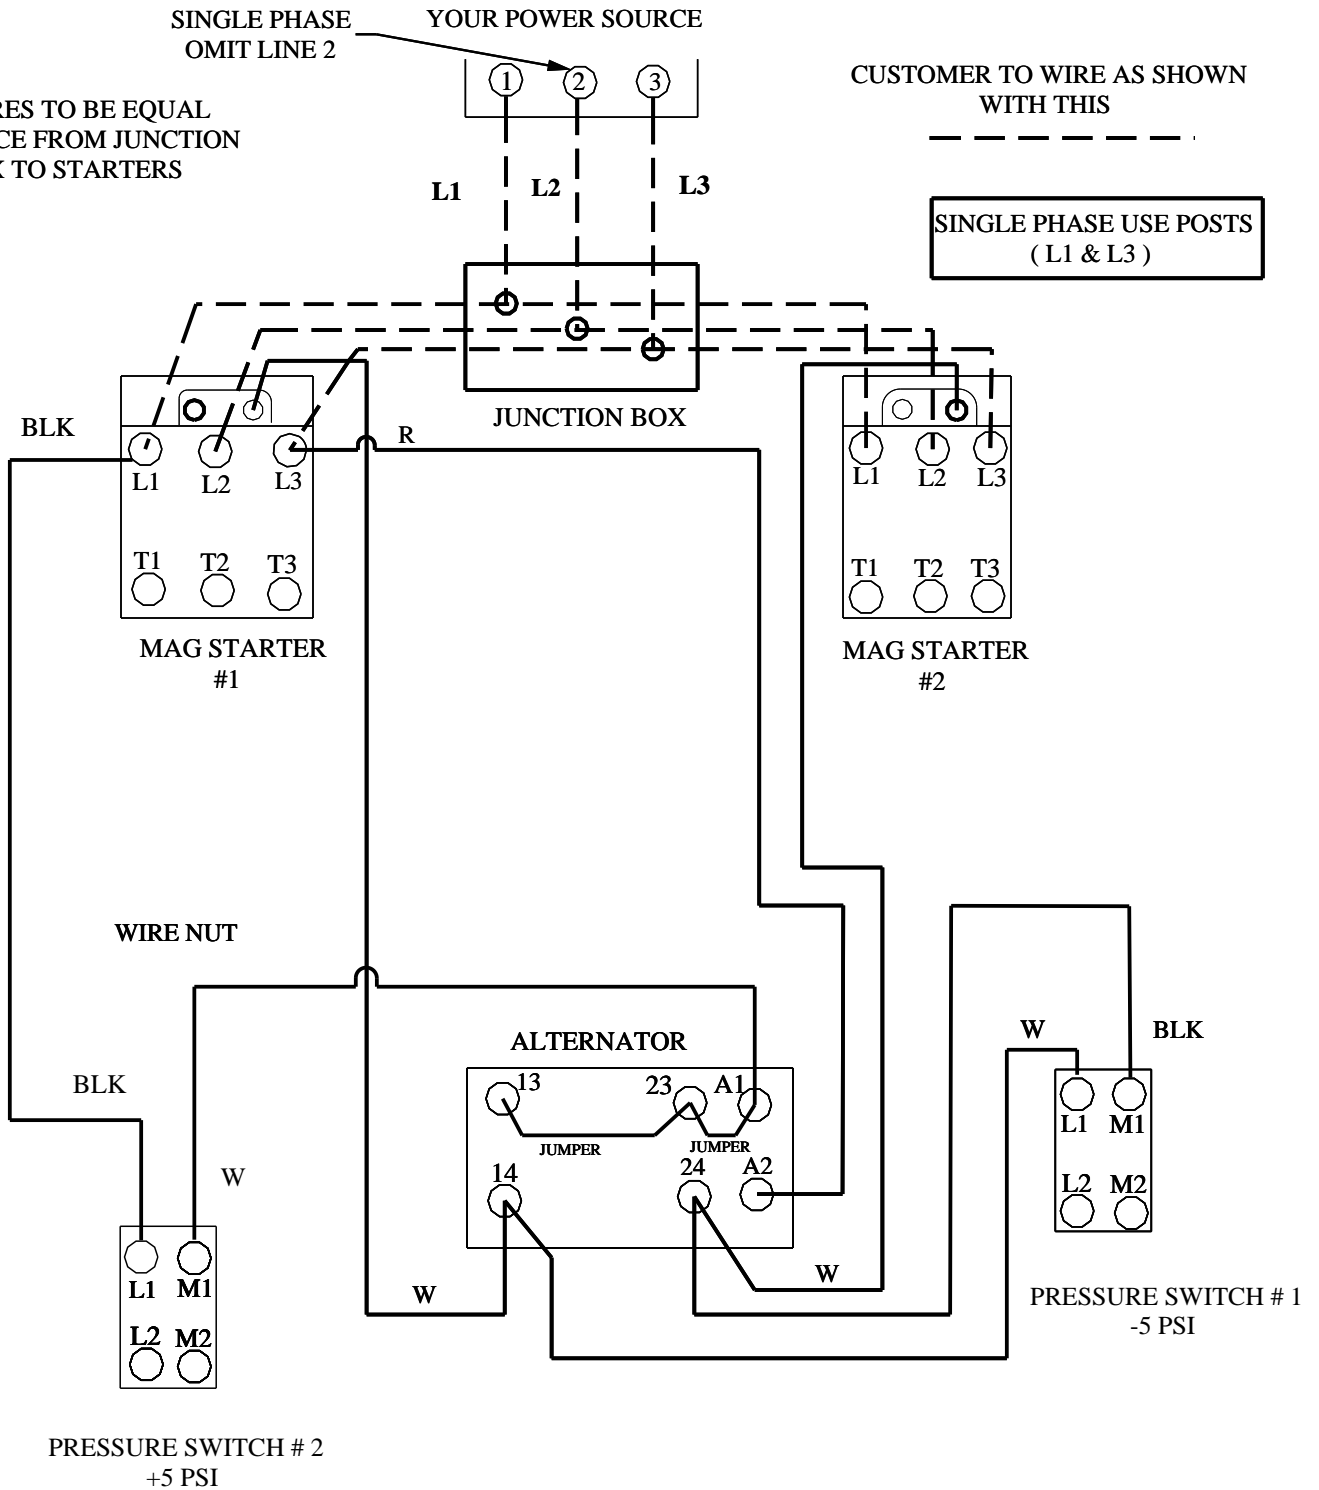 SINGLE PHASE
OMIT LINE 2
YOUR POWER SOURCE
1 2 3
CUSTOMER TO WIRE AS SHOWN
WITH THIS
TO BE EQUAL
FROM JUNCTION
TO STARTERS
L1 L2 L3
SINGLE PHASE USE POSTS
( L1 & L3 )
JUNCTION BOX
BLK
R
L1 L2 L3
T1 T2 T3
MAG STARTER
#1
L1 L2 L3
T1 T2 T3
MAG STARTER
#2
WIRE NUT
ALTERNATOR
13 23 A1
JUMPER JUMPER
14 24 A2
W
BLK
L1 M1
L2 M2
PRESSURE SWITCH # 1
-5 PSI
BLK
W
L1 M1
L2 M2
W
W
PRESSURE SWITCH # 2
+5 PSI